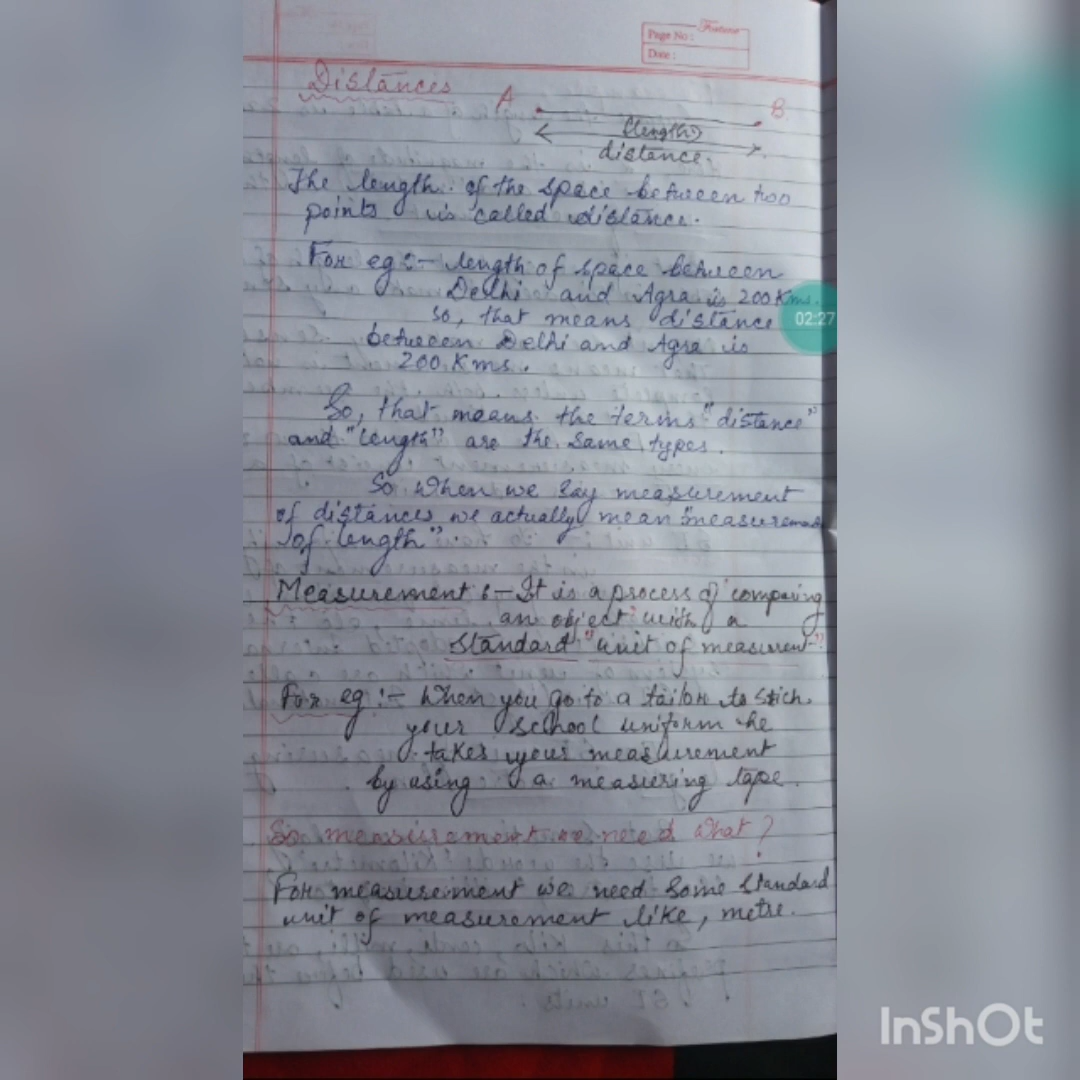 Fortune
Page No :
Date :
Distances
A B
(length)
distance.
The length of the space between two
points is called distance.
For eg :- length of space between
Delhi and Agra is 200 Kms.
so, that means distance
between Delhi and Agra is
200 Kms.
02:27
So, that means the terms "distance"
and "length" are the same types.
So when we say measurement
of distances we actually mean "measurement
of length".
Measurement :- It is a process of comparing
an object with a
standard "unit of measurement"
For eg :- When you go to a tailor to stich
your school uniform he
takes your measurement
by using a measuring tape.
So measurement we need what ?
For measurement we need some standard
unit of measurement like, metre.
InShOt